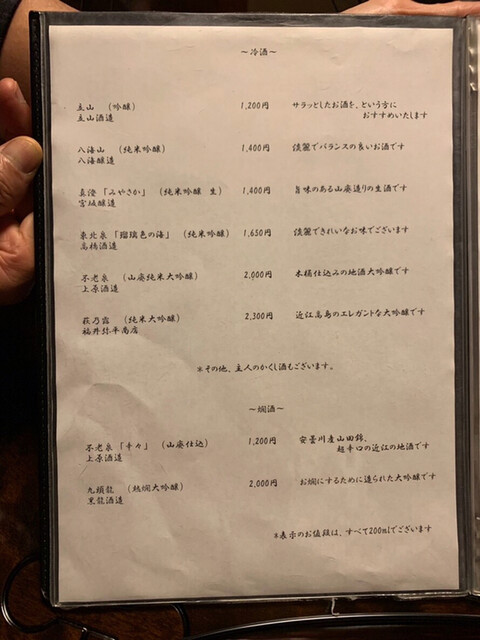 ～冷酒～
立山 (吟醸) 1,200円 サラッとしたお酒を、という方に
立山酒造 おすすめいたします
八海山 (純米吟醸) 1,400円 淡麗でバランスの良いお酒です
八海醸造
真澄「みやさか」 (純米吟醸 生) 1,400円 旨味のある山廃造りの生酒です
宮坂醸造
東北泉「瑠璃色の海」 (純米吟醸) 1,650円 淡麗できれいなお味でございます
高橋酒造
不老泉 (山廃純米大吟醸) 2,000円 木桶仕込みの地酒大吟醸です
上原酒造
萩乃露 (純米大吟醸) 2,300円 近江高島のエレガントな大吟醸です
福井弥平商店
※その他、主人のかくし酒もございます。
～燗酒～
不老泉「辛々」 (山廃仕込) 1,200円 安曇川産山田錦、
上原酒造 超辛口の近江の地酒です
九頭龍 (熱燗大吟醸) 2,000円 お燗にするために造られた大吟醸です
黒龍酒造
※表示のお値段は、すべて200mlでございます